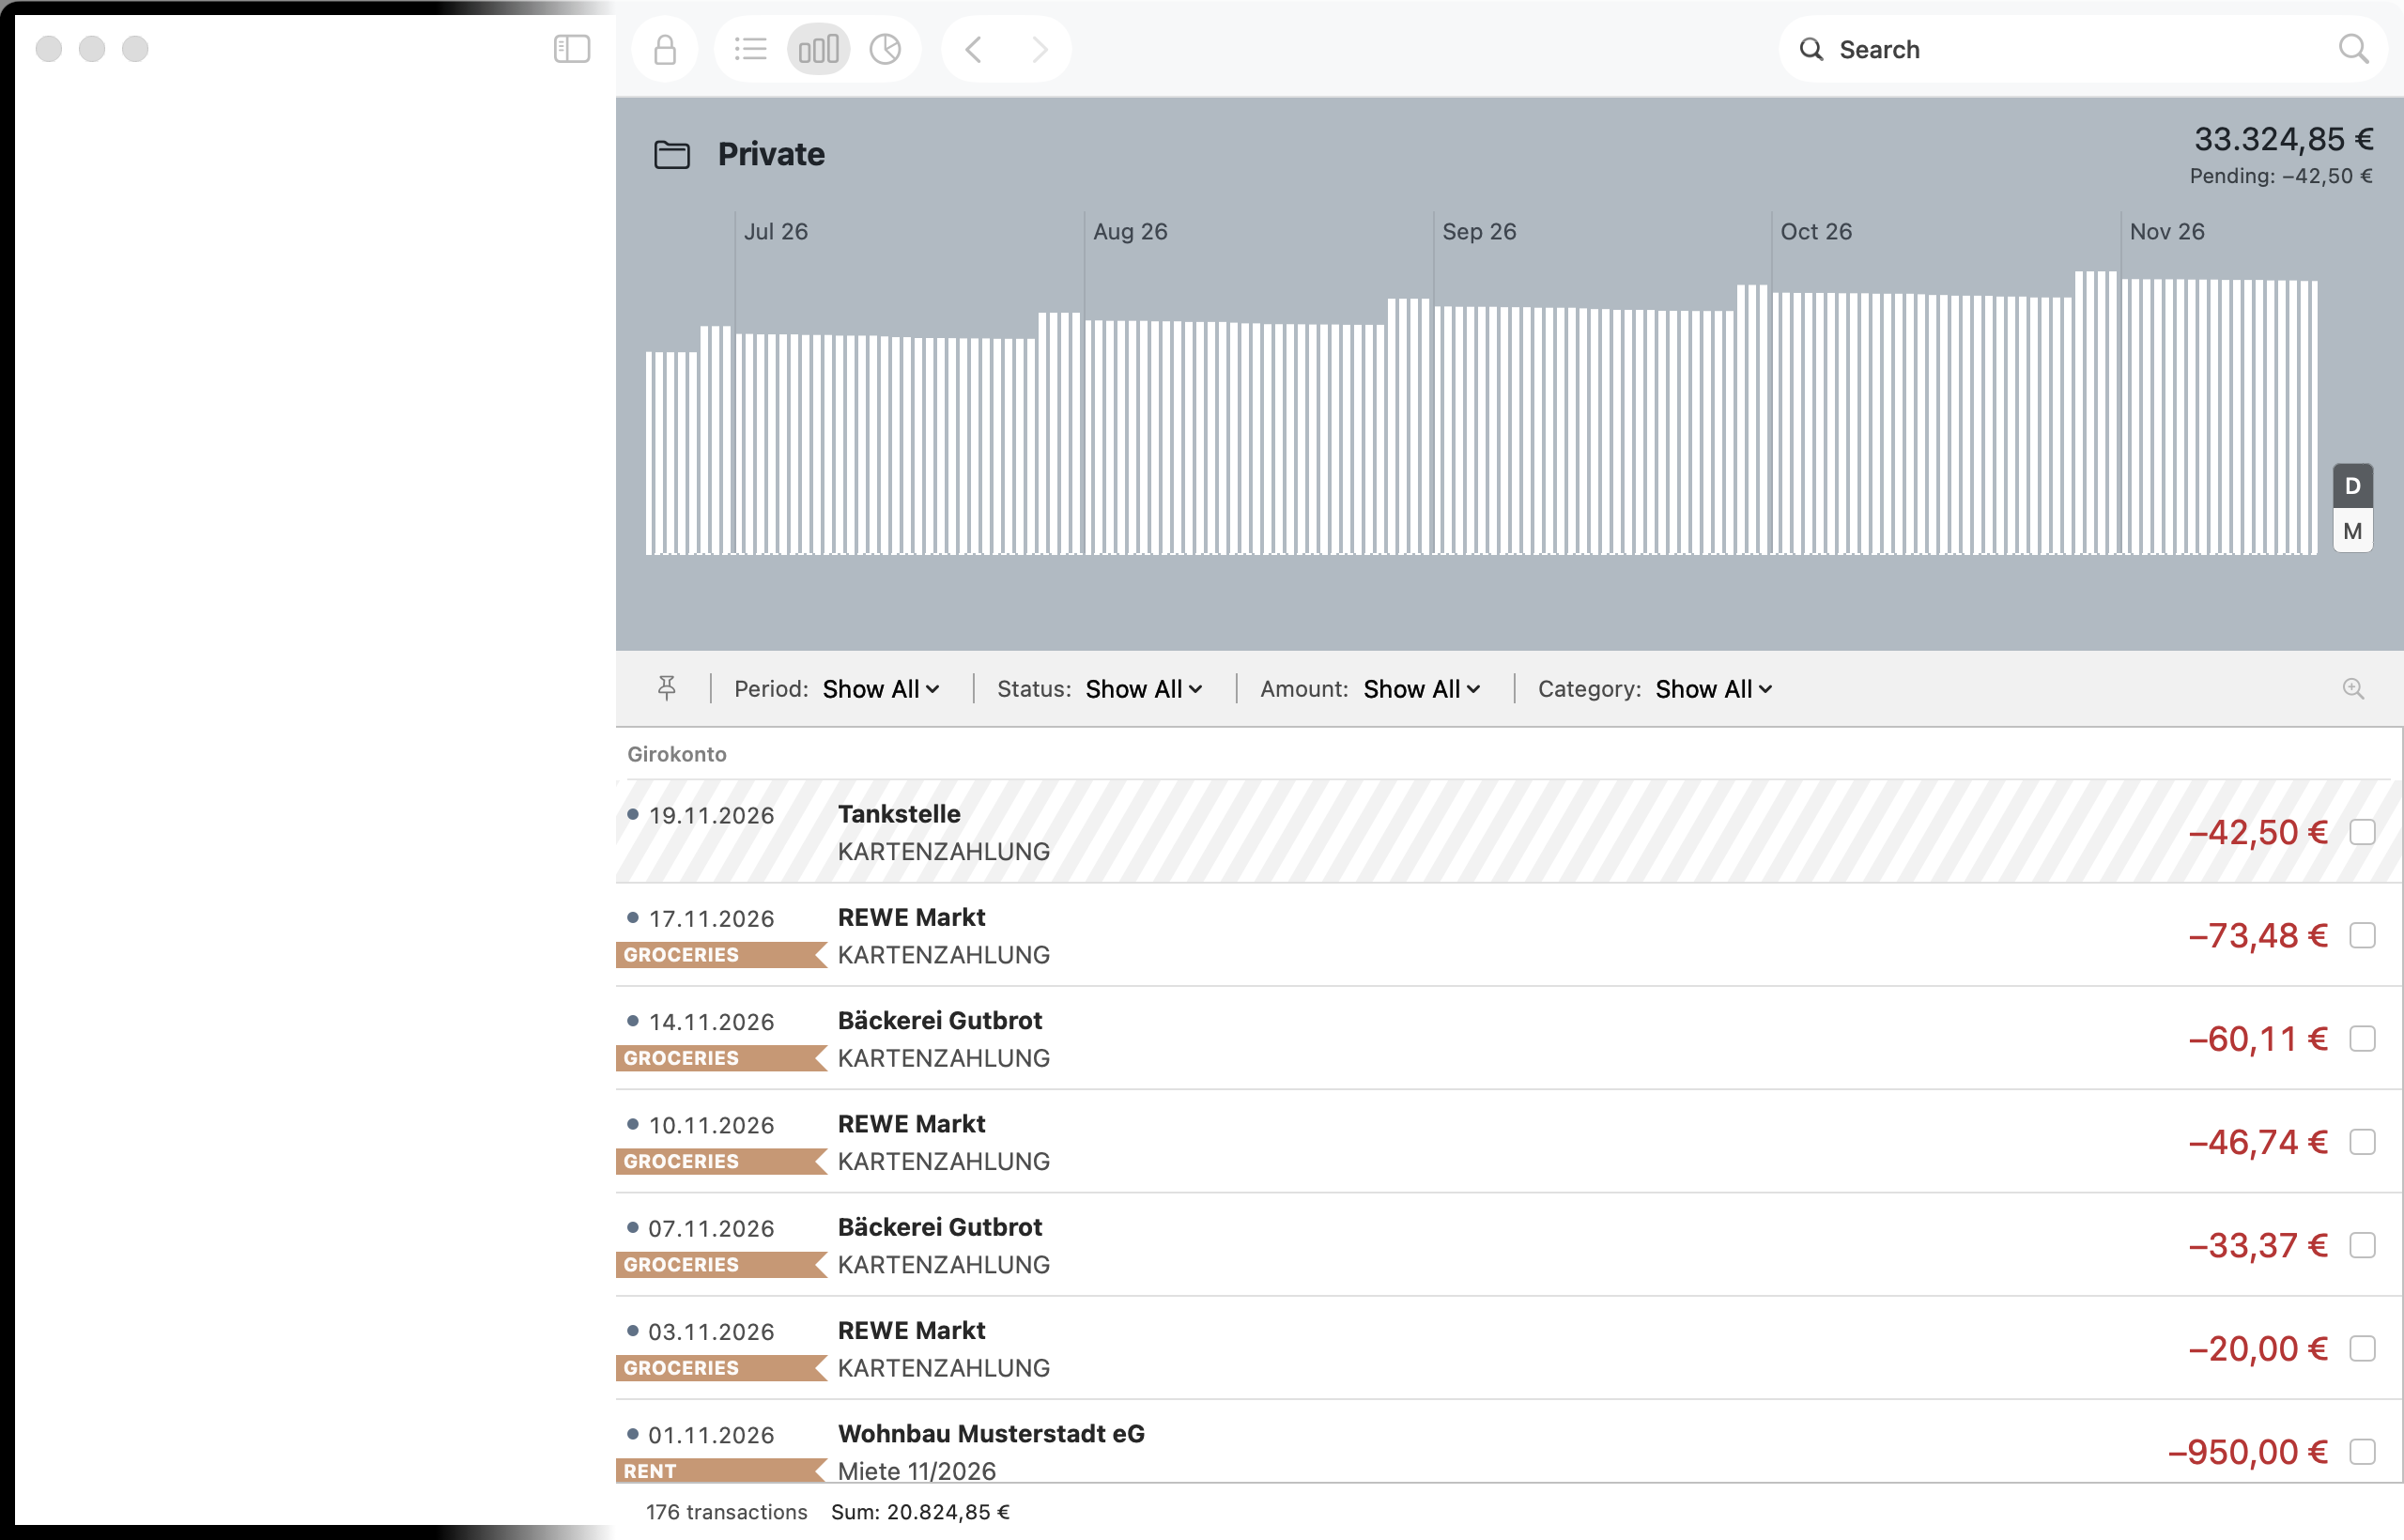 Search
Private
33.324,85 €
Pending: –42,50 €
Jul 26
Aug 26
Sep 26
Oct 26
Nov 26
D
M
Period: Show All
Status: Show All
Amount: Show All
Category: Show All
Girokonto
19.11.2026 Tankstelle –42,50 €
KARTENZAHLUNG
17.11.2026 REWE Markt –73,48 €
GROCERIES KARTENZAHLUNG
14.11.2026 Bäckerei Gutbrot –60,11 €
GROCERIES KARTENZAHLUNG
10.11.2026 REWE Markt –46,74 €
GROCERIES KARTENZAHLUNG
07.11.2026 Bäckerei Gutbrot –33,37 €
GROCERIES KARTENZAHLUNG
03.11.2026 REWE Markt –20,00 €
GROCERIES KARTENZAHLUNG
01.11.2026 Wohnbau Musterstadt eG –950,00 €
RENT Miete 11/2026
176 transactions Sum: 20.824,85 €